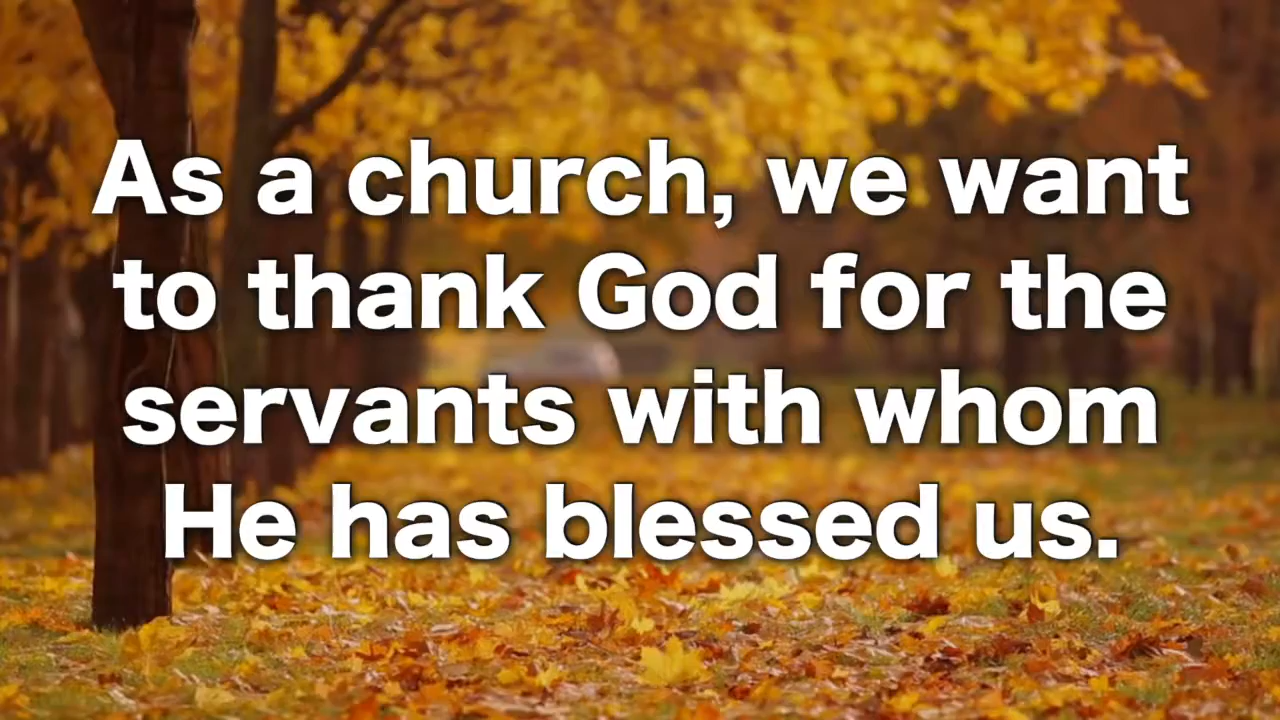 As a church, we want
to thank God for the
servants with whom
He has blessed us.